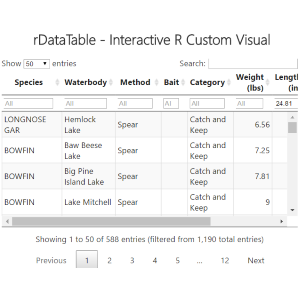 rDataTable - Interactive R Custom Visual
Show 50 entries Search:
Species Waterbody Method Bait Category Weight (lbs) Length (in
All All All Al All All 24.81
LONGNOSE GAR Hemlock Lake Spear Catch and Keep 6.56
BOWFIN Baw Beese Lake Spear Catch and Keep 7.25
BOWFIN Big Pine Island Lake Spear Catch and Keep 7.81
BOWFIN Lake Mitchell Spear Catch and Keep 9
Showing 1 to 50 of 588 entries (filtered from 1,190 total entries)
Previous 1 2 3 4 5 ... 12 Next